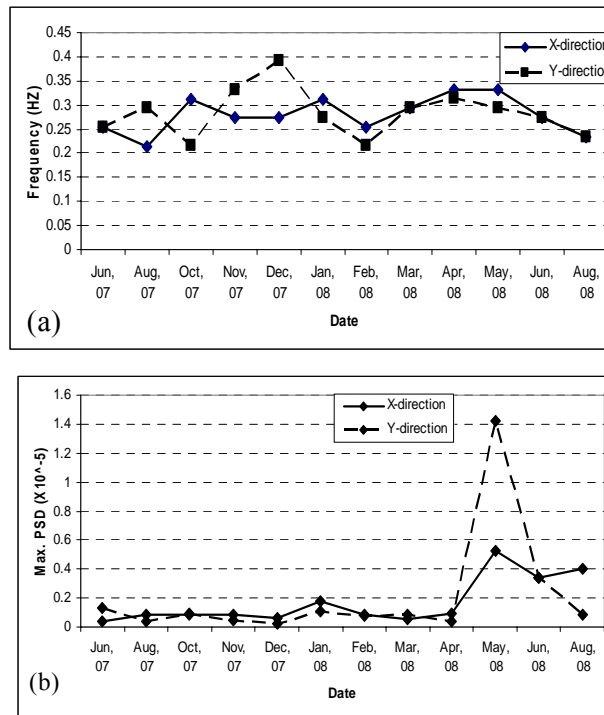 0.45
0.4
0.35
0.3
0.25
0.2
0.15
0.1
0.05
0
Frequency (HZ)
X-direction
Y-direction
Jun, Aug, Oct, Nov, Dec, Jan, Feb, Mar, Apr, May, Jun, Aug,
07 07 07 07 07 08 08 08 08 08 08 08
Date
(a)
1.6
1.4
1.2
1
0.8
0.6
0.4
0.2
0
Max. PSD (X10^-5)
X-direction
Y-direction
Jun, Aug, Oct, Nov, Dec, Jan, Feb, Mar, Apr, May, Jun, Aug,
07 07 07 07 07 08 08 08 08 08 08 08
Date
(b)